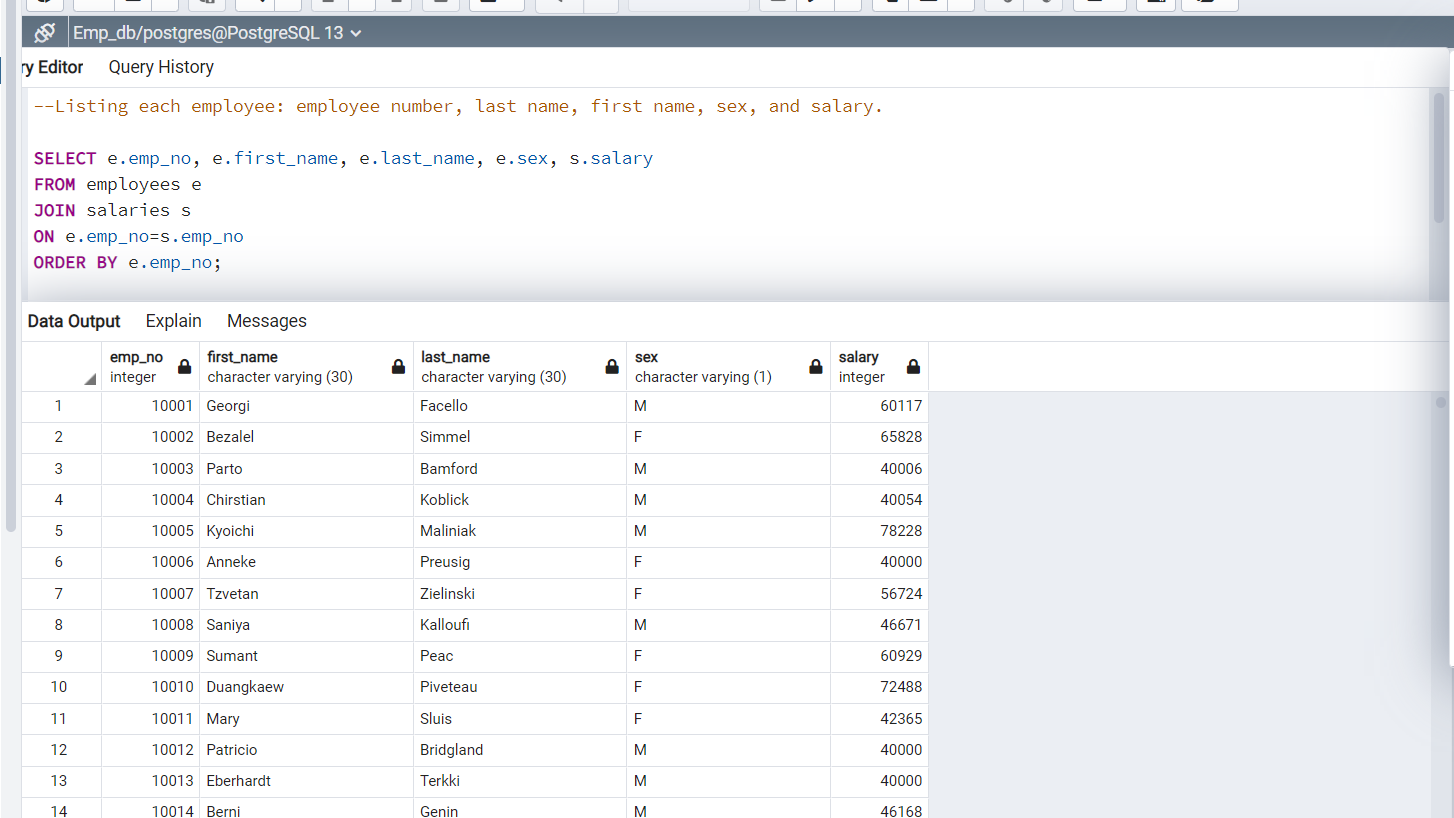 Emp_db/postgres@PostgreSQL 13
ry Editor Query History
--Listing each employee: employee number, last name, first name, sex, and salary.
SELECT e.emp_no, e.first_name, e.last_name, e.sex, s.salary
FROM employees e
JOIN salaries s
ON e.emp_no=s.emp_no
ORDER BY e.emp_no;
Data Output Explain Messages
emp_no first_name last_name sex salary
integer character varying (30) character varying (30) character varying (1) integer
1 10001 Georgi Facello M 60117
2 10002 Bezalel Simmel F 65828
3 10003 Parto Bamford M 40006
4 10004 Chirstian Koblick M 40054
5 10005 Kyoichi Maliniak M 78228
6 10006 Anneke Preusig F 40000
7 10007 Tzvetan Zielinski F 56724
8 10008 Saniya Kalloufi M 46671
9 10009 Sumant Peac F 60929
10 10010 Duangkaew Piveteau F 72488
11 10011 Mary Sluis F 42365
12 10012 Patricio Bridgland M 40000
13 10013 Eberhardt Terkki M 40000
14 10014 Berni Genin M 46168